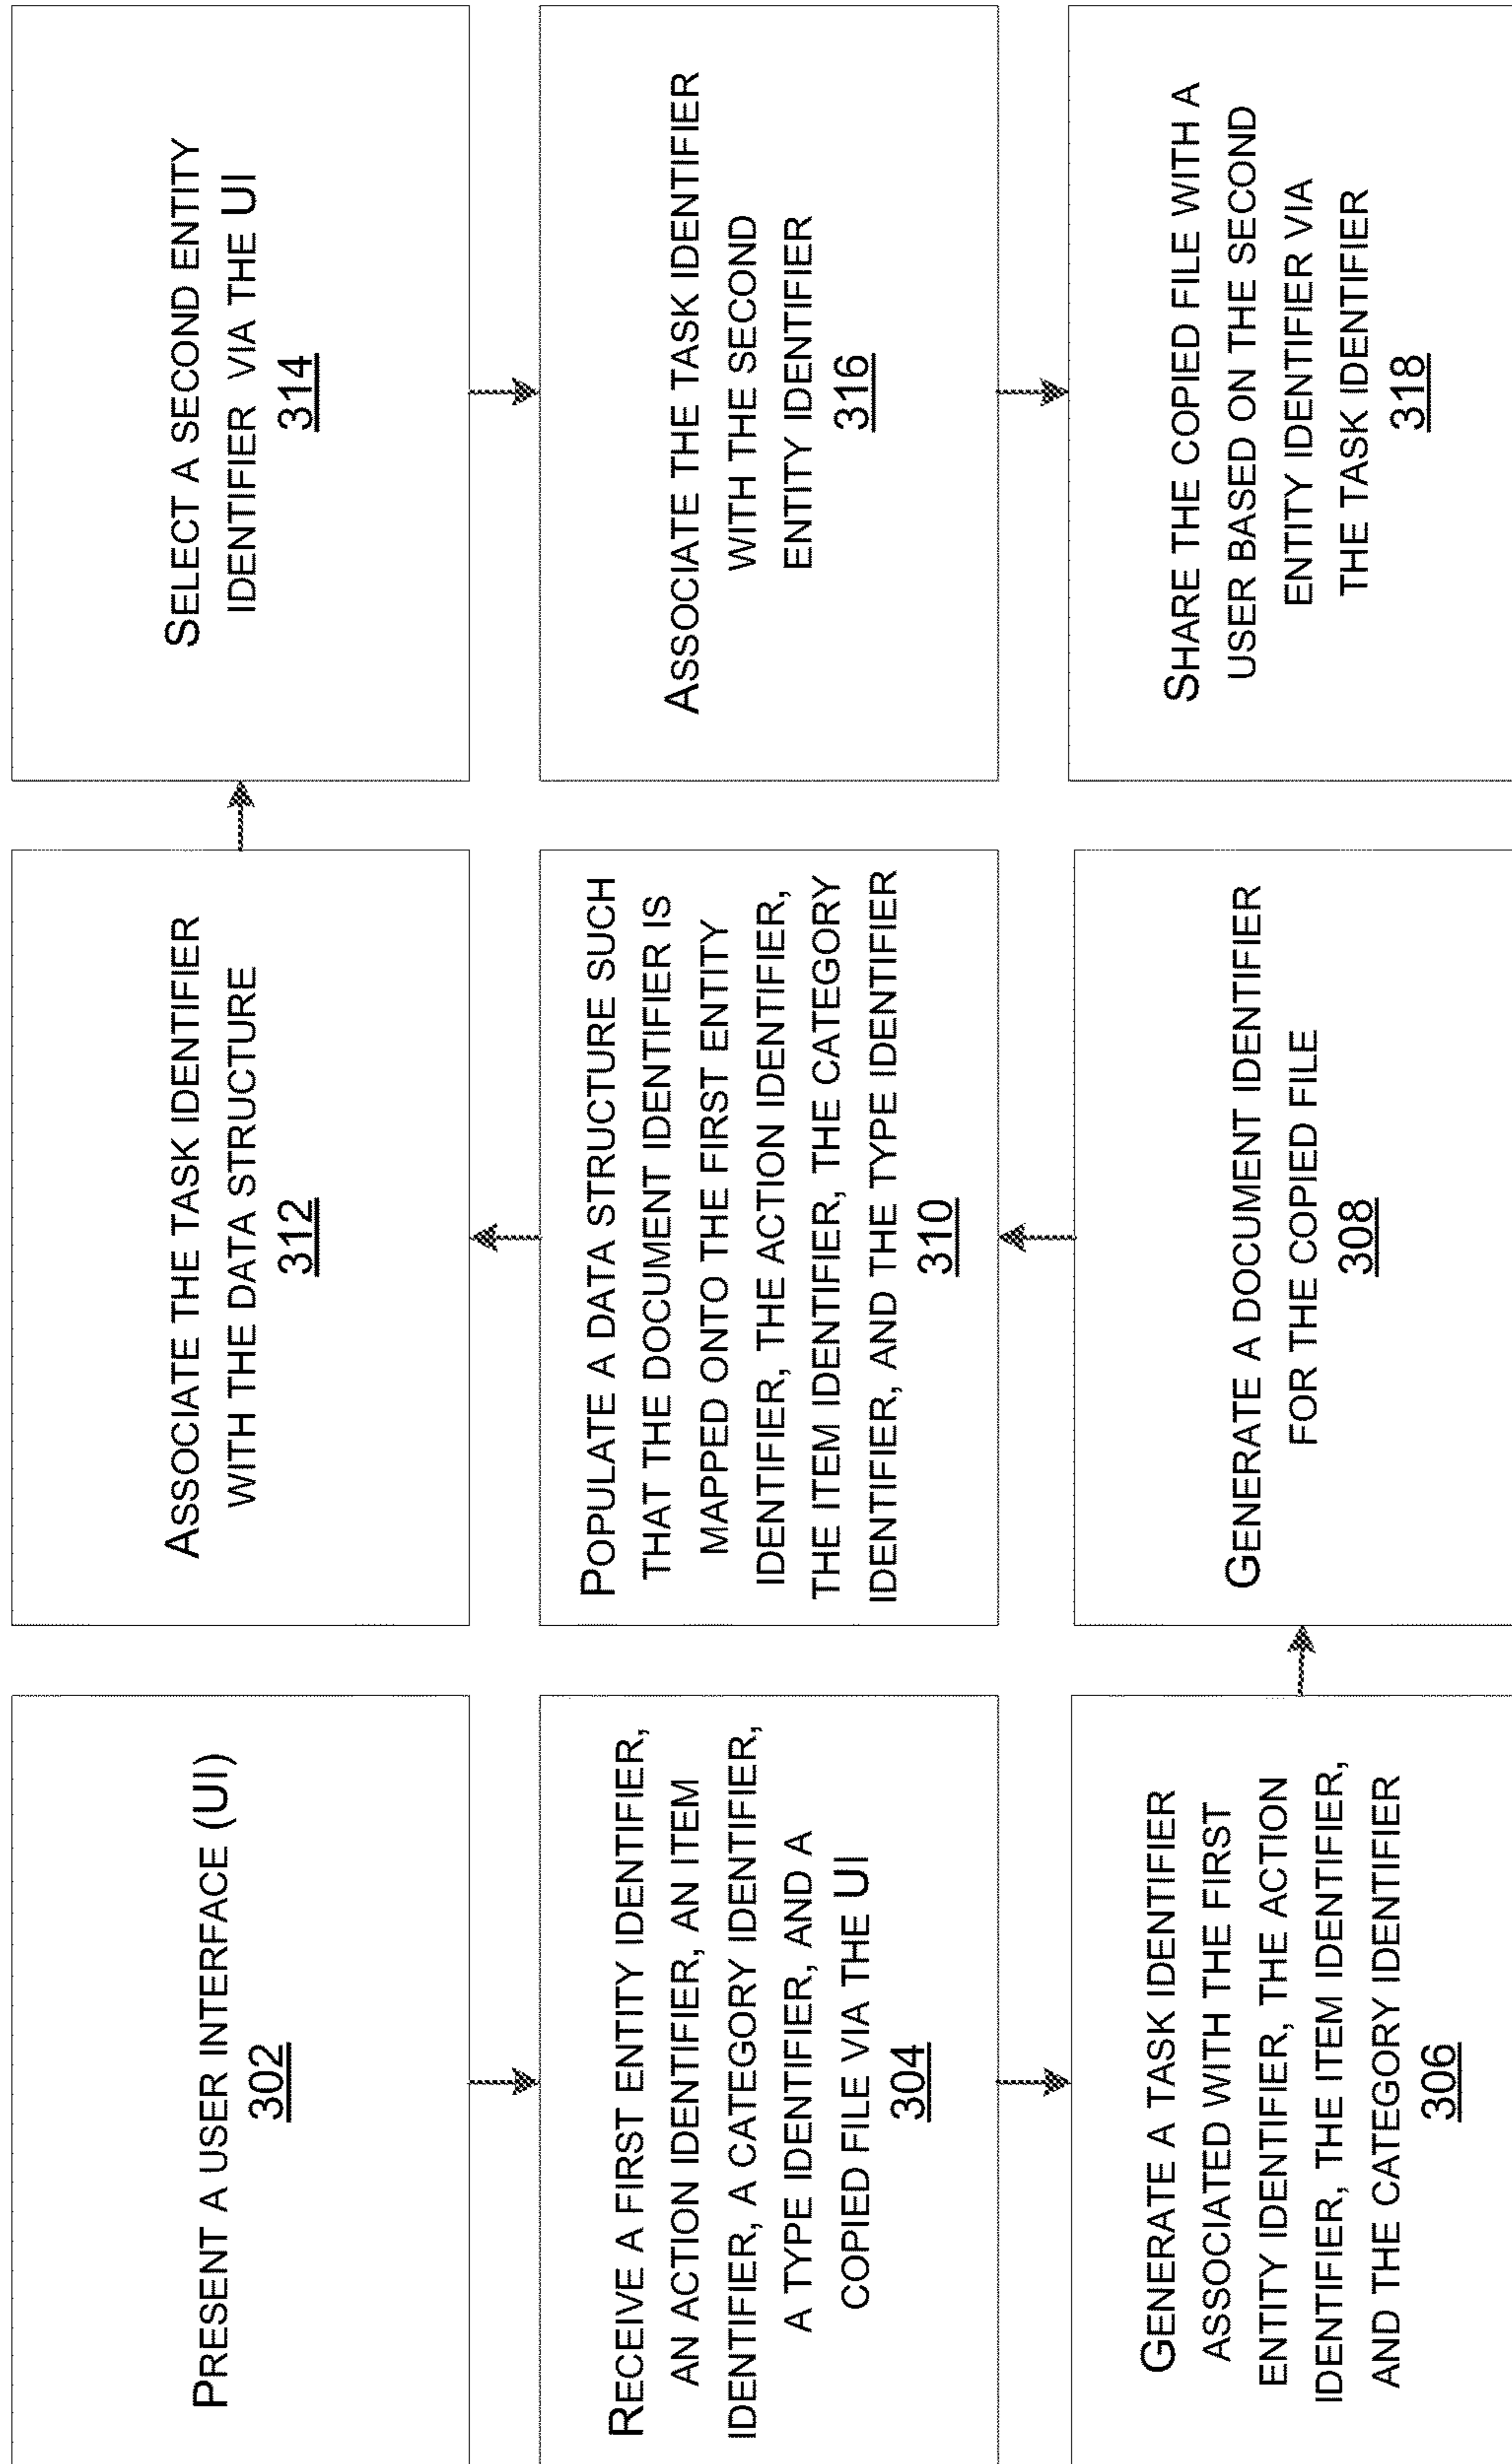 PRESENT A USER INTERFACE (UI)
302
RECEIVE A FIRST ENTITY IDENTIFIER,
AN ACTION IDENTIFIER, AN ITEM
IDENTIFIER, A CATEGORY IDENTIFIER,
A TYPE IDENTIFIER, AND A
COPIED FILE VIA THE UI
304
GENERATE A TASK IDENTIFIER
ASSOCIATED WITH THE FIRST
ENTITY IDENTIFIER, THE ACTION
IDENTIFIER, THE ITEM IDENTIFIER,
AND THE CATEGORY IDENTIFIER
306
GENERATE A DOCUMENT IDENTIFIER
FOR THE COPIED FILE
308
POPULATE A DATA STRUCTURE SUCH
THAT THE DOCUMENT IDENTIFIER IS
MAPPED ONTO THE FIRST ENTITY
IDENTIFIER, THE ACTION IDENTIFIER,
THE ITEM IDENTIFIER, THE CATEGORY
IDENTIFIER, AND THE TYPE IDENTIFIER
310
ASSOCIATE THE TASK IDENTIFIER
WITH THE DATA STRUCTURE
312
SELECT A SECOND ENTITY
IDENTIFIER VIA THE UI
314
ASSOCIATE THE TASK IDENTIFIER
WITH THE SECOND
ENTITY IDENTIFIER
316
SHARE THE COPIED FILE WITH A
USER BASED ON THE SECOND
ENTITY IDENTIFIER VIA
THE TASK IDENTIFIER
318